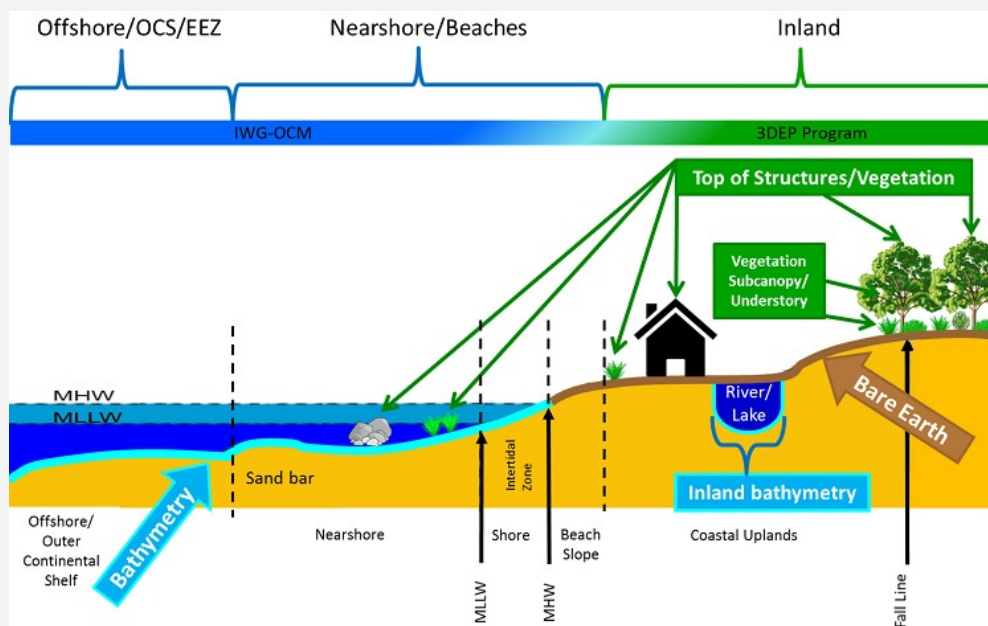 Offshore/OCS/EEZ
Nearshore/Beaches
Inland
IWG-OCM
3DEP Program
Top of Structures/Vegetation
Vegetation
Subcanopy/
Understory
MHW
MLLW
River/
Lake
Bare Earth
Sand bar
Intertidal
Zone
Inland bathymetry
Bathymetry
Offshore/
Outer
Continental
Shelf
Nearshore
Shore
Beach
Slope
Coastal Uplands
MLLW
MHW
Fall Line